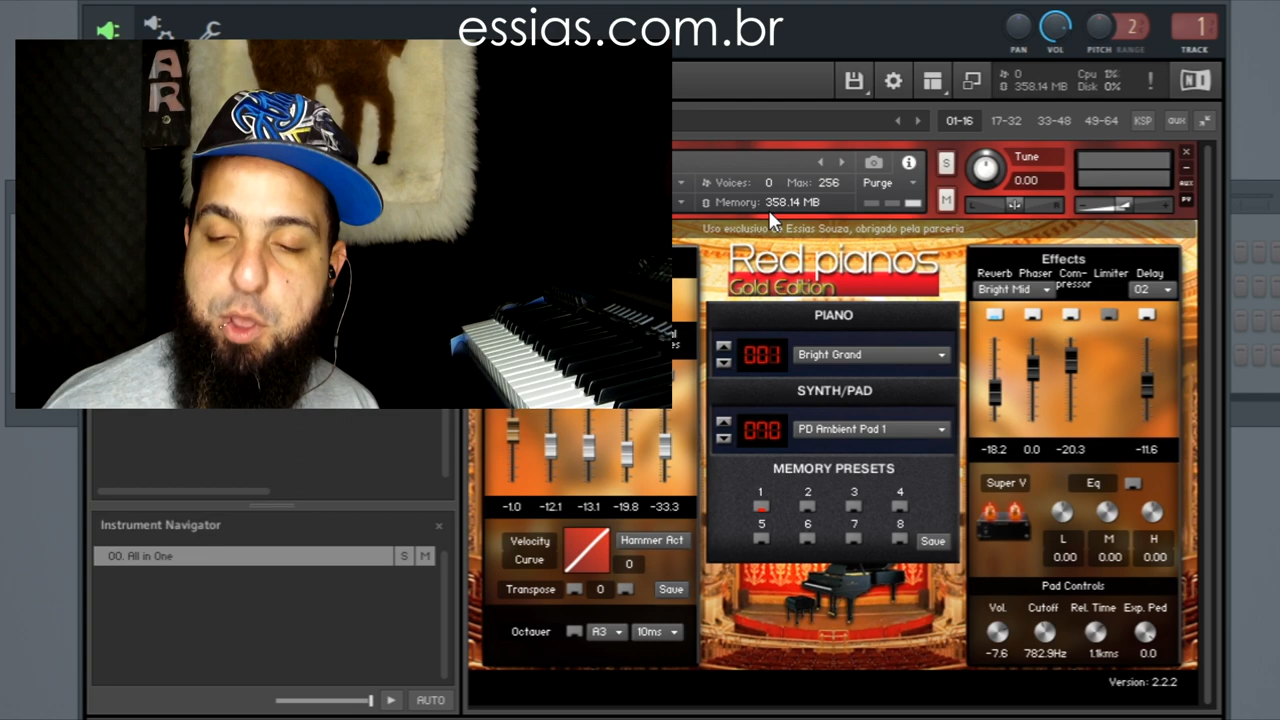 essias.com.br
PAN
VOL
PITCH
RANGE
2
1
TRACK
AR
0
358.14 MB
Cpu 1%
Disk 0%
!
01-16
17-32
33-48
49-64
KSP
AUX
Voices: 0 Max: 256
Purge
Memory: 358.14 MB
S
M
Tune
0.00
L
R
AUX
PV
Uso exclusivo de Essias Souza, obrigado pela parceria
Red pianos
Gold Edition
PIANO
001
Bright Grand
SYNTH/PAD
070
PD Ambient Pad 1
MEMORY PRESETS
1 2 3 4
5 6 7 8
Save
Effects
Reverb Phaser Com-pressor Limiter Delay
Bright Mid
02
-18.2 0.0 -20.3 -11.6
Super V
Eq
L M H
0.00 0.00 0.00
Pad Controls
Vol. Cutoff Rel. Time Exp. Ped
-7.6 782.9Hz 1.1kms 0.0
-1.0 -12.1 -13.1 -19.8 -33.3
Velocity Curve
Hammer Act
0
Transpose 0 Save
Octaver A3 10ms
Version: 2.2.2
Instrument Navigator
00. All in One
S M
AUTO